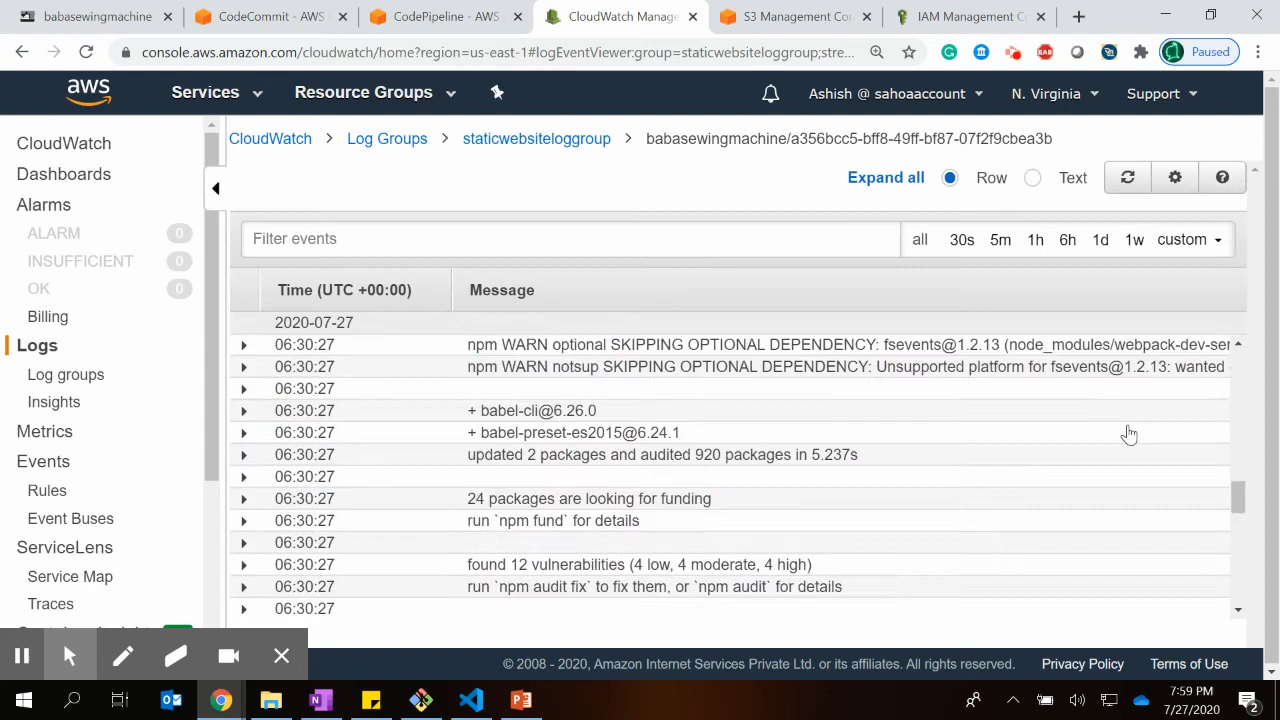 babasewingmachine
CodeCommit - AWS
CodePipeline - AWS
CloudWatch Manag
S3 Management Con
IAM Management Co
console.aws.amazon.com/cloudwatch/home?region=us-east-1#logEventViewer:group=staticwebsiteloggroup;stre...
Paused
aws
Services
Resource Groups
Ashish @ sahoaaccount
N. Virginia
Support
CloudWatch
Dashboards
Alarms
ALARM 0
INSUFFICIENT 0
OK 0
Billing
Logs
Log groups
Insights
Metrics
Events
Rules
Event Buses
ServiceLens
Service Map
Traces
CloudWatch > Log Groups > staticwebsiteloggroup > babasewingmachine/a356bcc5-bff8-49ff-bf87-07f2f9cbea3b
Expand all Row Text
Filter events
all 30s 5m 1h 6h 1d 1w custom
Time (UTC +00:00) Message
2020-07-27
06:30:27 npm WARN optional SKIPPING OPTIONAL DEPENDENCY: fsevents@1.2.13 (node_modules/webpack-dev-ser
06:30:27 npm WARN notsup SKIPPING OPTIONAL DEPENDENCY: Unsupported platform for fsevents@1.2.13: wanted
06:30:27
06:30:27 + babel-cli@6.26.0
06:30:27 + babel-preset-es2015@6.24.1
06:30:27 updated 2 packages and audited 920 packages in 5.237s
06:30:27
06:30:27 24 packages are looking for funding
06:30:27 run `npm fund` for details
06:30:27
06:30:27 found 12 vulnerabilities (4 low, 4 moderate, 4 high)
06:30:27 run `npm audit fix` to fix them, or `npm audit` for details
06:30:27
© 2008 - 2020, Amazon Internet Services Private Ltd. or its affiliates. All rights reserved.
Privacy Policy
Terms of Use
7:59 PM
7/27/2020
2